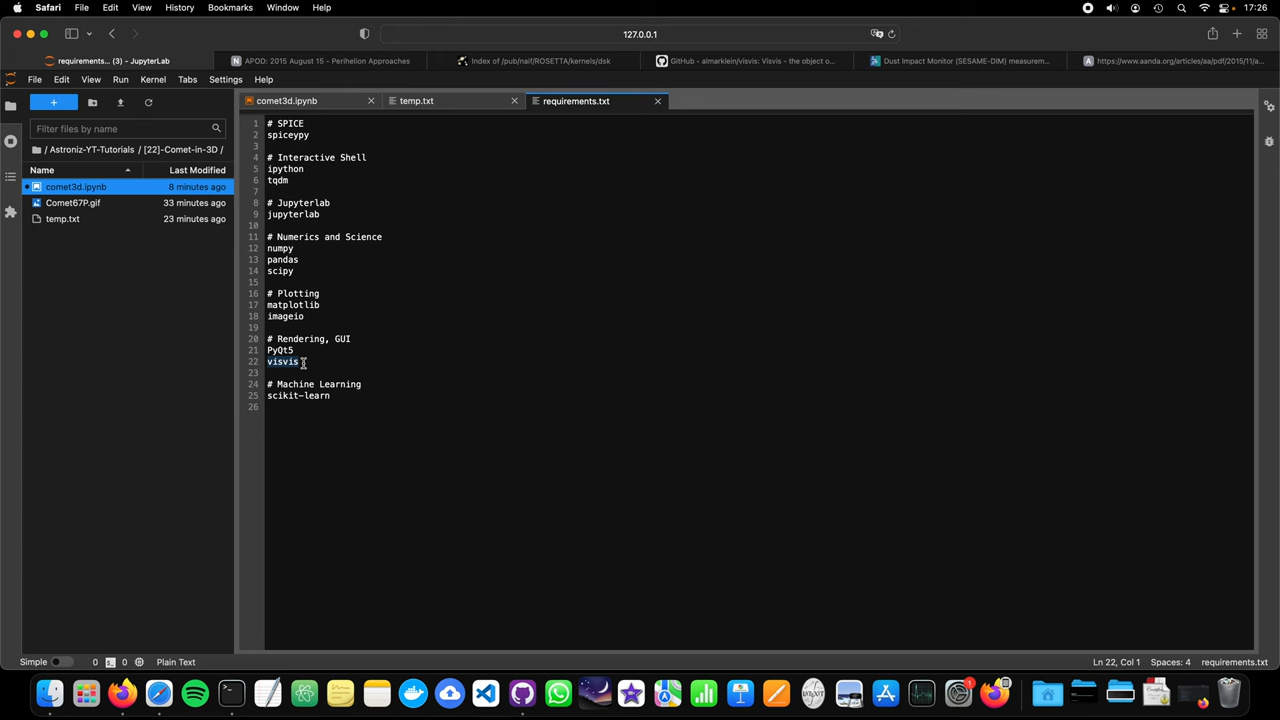 Safari File Edit View History Bookmarks Window Help 17:26
127.0.0.1
requirements... (3) - JupyterLab
APOD: 2015 August 15 - Perihelion Approaches
Index of /pub/naif/ROSETTA/kernels/dsk
GitHub - almarklein/visvis: Visvis - the object o...
Dust Impact Monitor (SESAME-DIM) measurem...
https://www.aanda.org/articles/aa/pdf/2015/11/a...
File Edit View Run Kernel Tabs Settings Help
comet3d.ipynb
temp.txt
requirements.txt
Filter files by name
/ Astroniz-YT-Tutorials / [22]-Comet-in-3D /
Name Last Modified
comet3d.ipynb 8 minutes ago
Comet67P.gif 33 minutes ago
temp.txt 23 minutes ago
1 # SPICE
2 spiceypy
3
4 # Interactive Shell
5 ipython
6 tqdm
7
8 # Jupyterlab
9 jupyterlab
10
11 # Numerics and Science
12 numpy
13 pandas
14 scipy
15
16 # Plotting
17 matplotlib
18 imageio
19
20 # Rendering, GUI
21 PyQt5
22 visvis
23
24 # Machine Learning
25 scikit-learn
26
Simple 0 0 Plain Text Ln 22, Col 1 Spaces: 4 requirements.txt